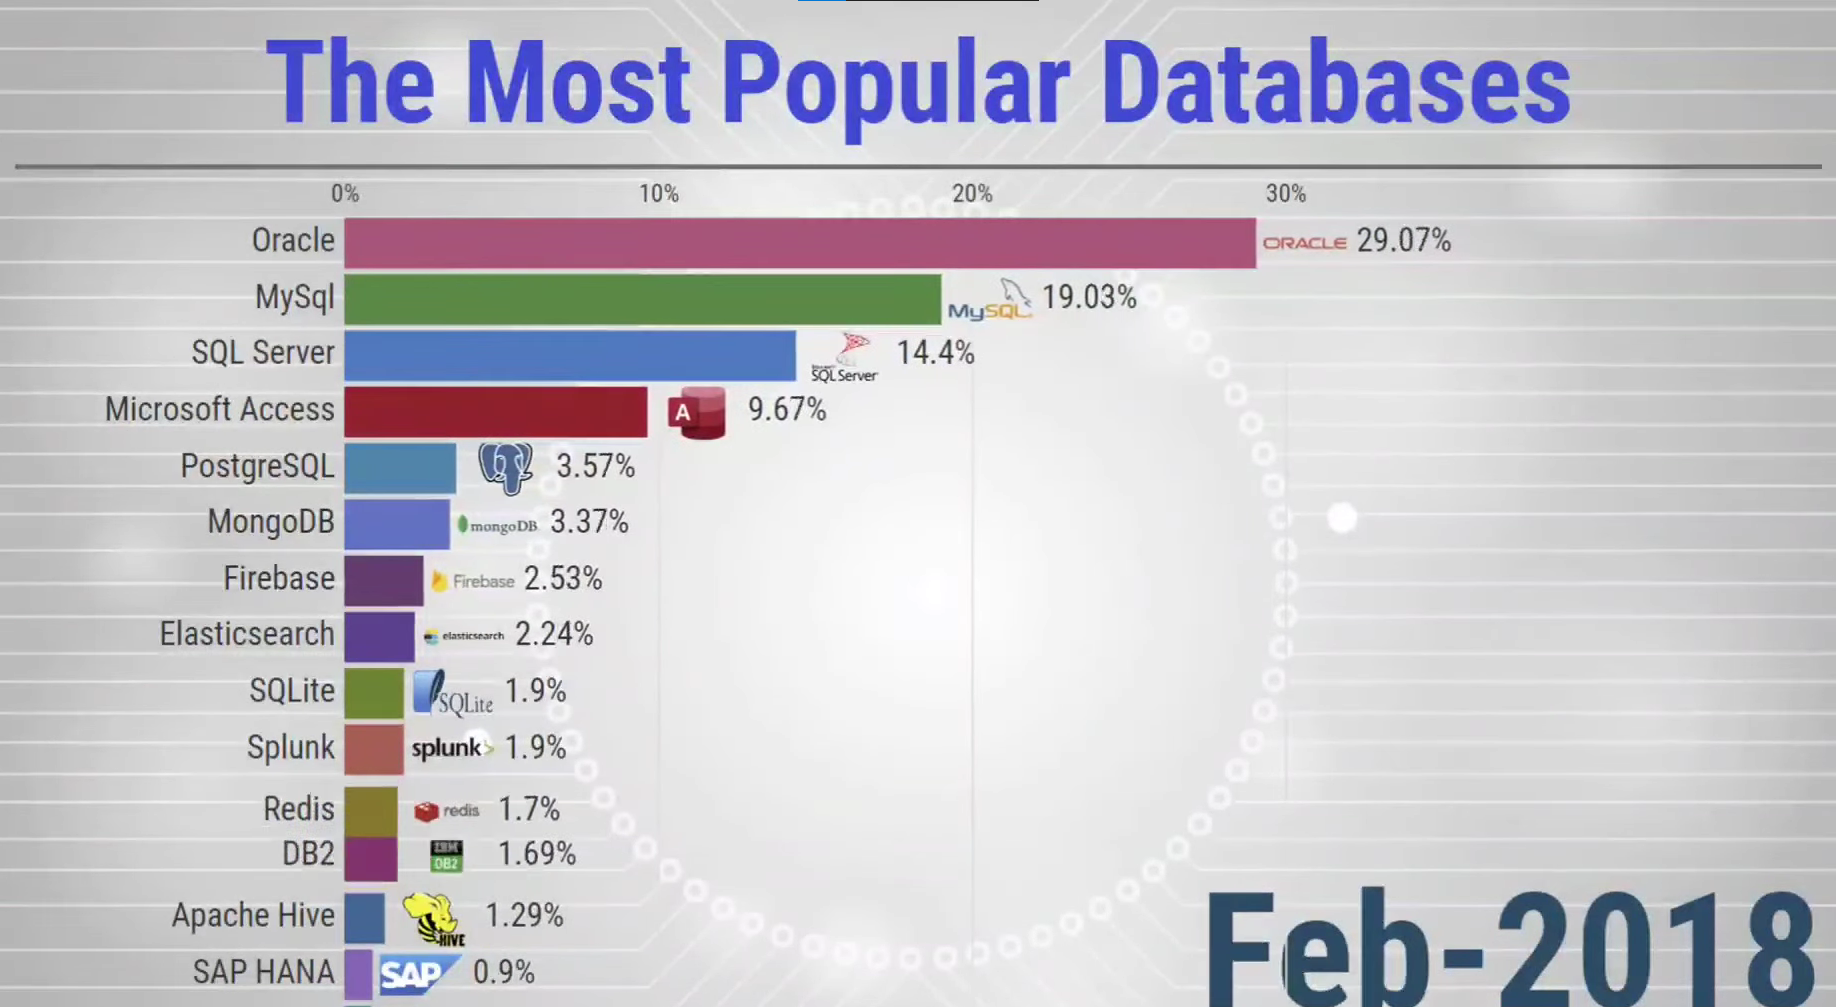 The Most Popular Databases
0% 10% 20% 30%
Oracle ORACLE 29.07%
MySql MySQL 19.03%
SQL Server SQL Server 14.4%
Microsoft Access A 9.67%
PostgreSQL 3.57%
MongoDB mongoDB 3.37%
Firebase Firebase 2.53%
Elasticsearch elasticsearch 2.24%
SQLite SQLite 1.9%
Splunk splunk> 1.9%
Redis redis 1.7%
DB2 IBM DB2 1.69%
Apache Hive HIVE 1.29%
SAP HANA SAP 0.9%
Feb-2018